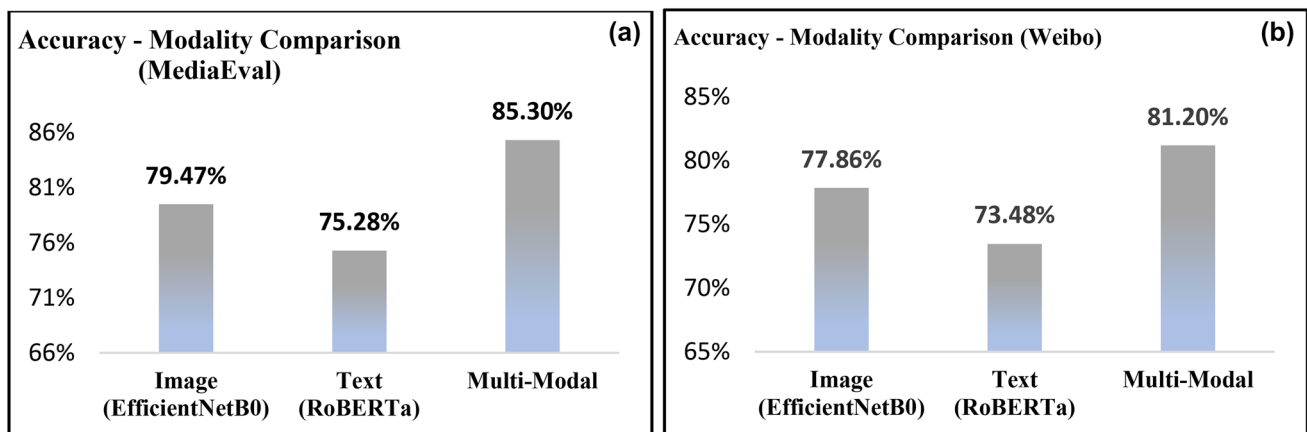 Accuracy - Modality Comparison
(MediaEval)
(a)
86%
81%
76%
71%
66%
79.47%
75.28%
85.30%
Image
(EfficientNetB0)
Text
(RoBERTa)
Multi-Modal
Accuracy - Modality Comparison (Weibo)
(b)
85%
80%
75%
70%
65%
77.86%
73.48%
81.20%
Image
(EfficientNetB0)
Text
(RoBERTa)
Multi-Modal